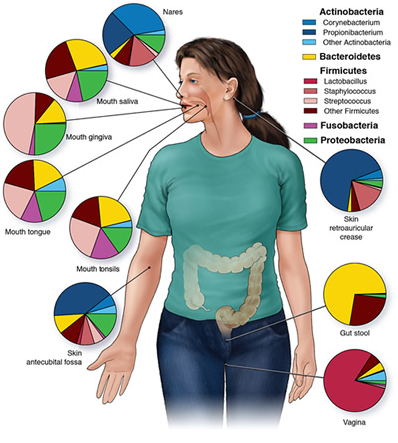 Nares
Mouth saliva
Mouth gingiva
Mouth tongue
Mouth tonsils
Skin
antecubital fossa
Actinobacteria
Corynebacterium
Propionibacterium
Other Actinobacteria
Bacteroidetes
Firmicutes
Lactobacillus
Staphylococcus
Streptococcus
Other Firmicutes
Fusobacteria
Proteobacteria
Skin
retroauricular
crease
Gut stool
Vagina